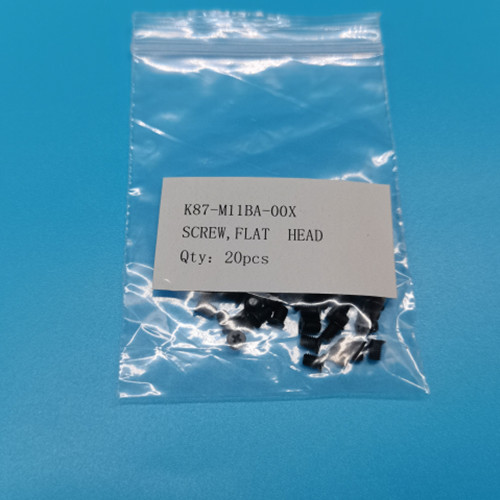 K87-M11BA-00X
SCREW,FLAT  HEAD
Qty: 20pcs